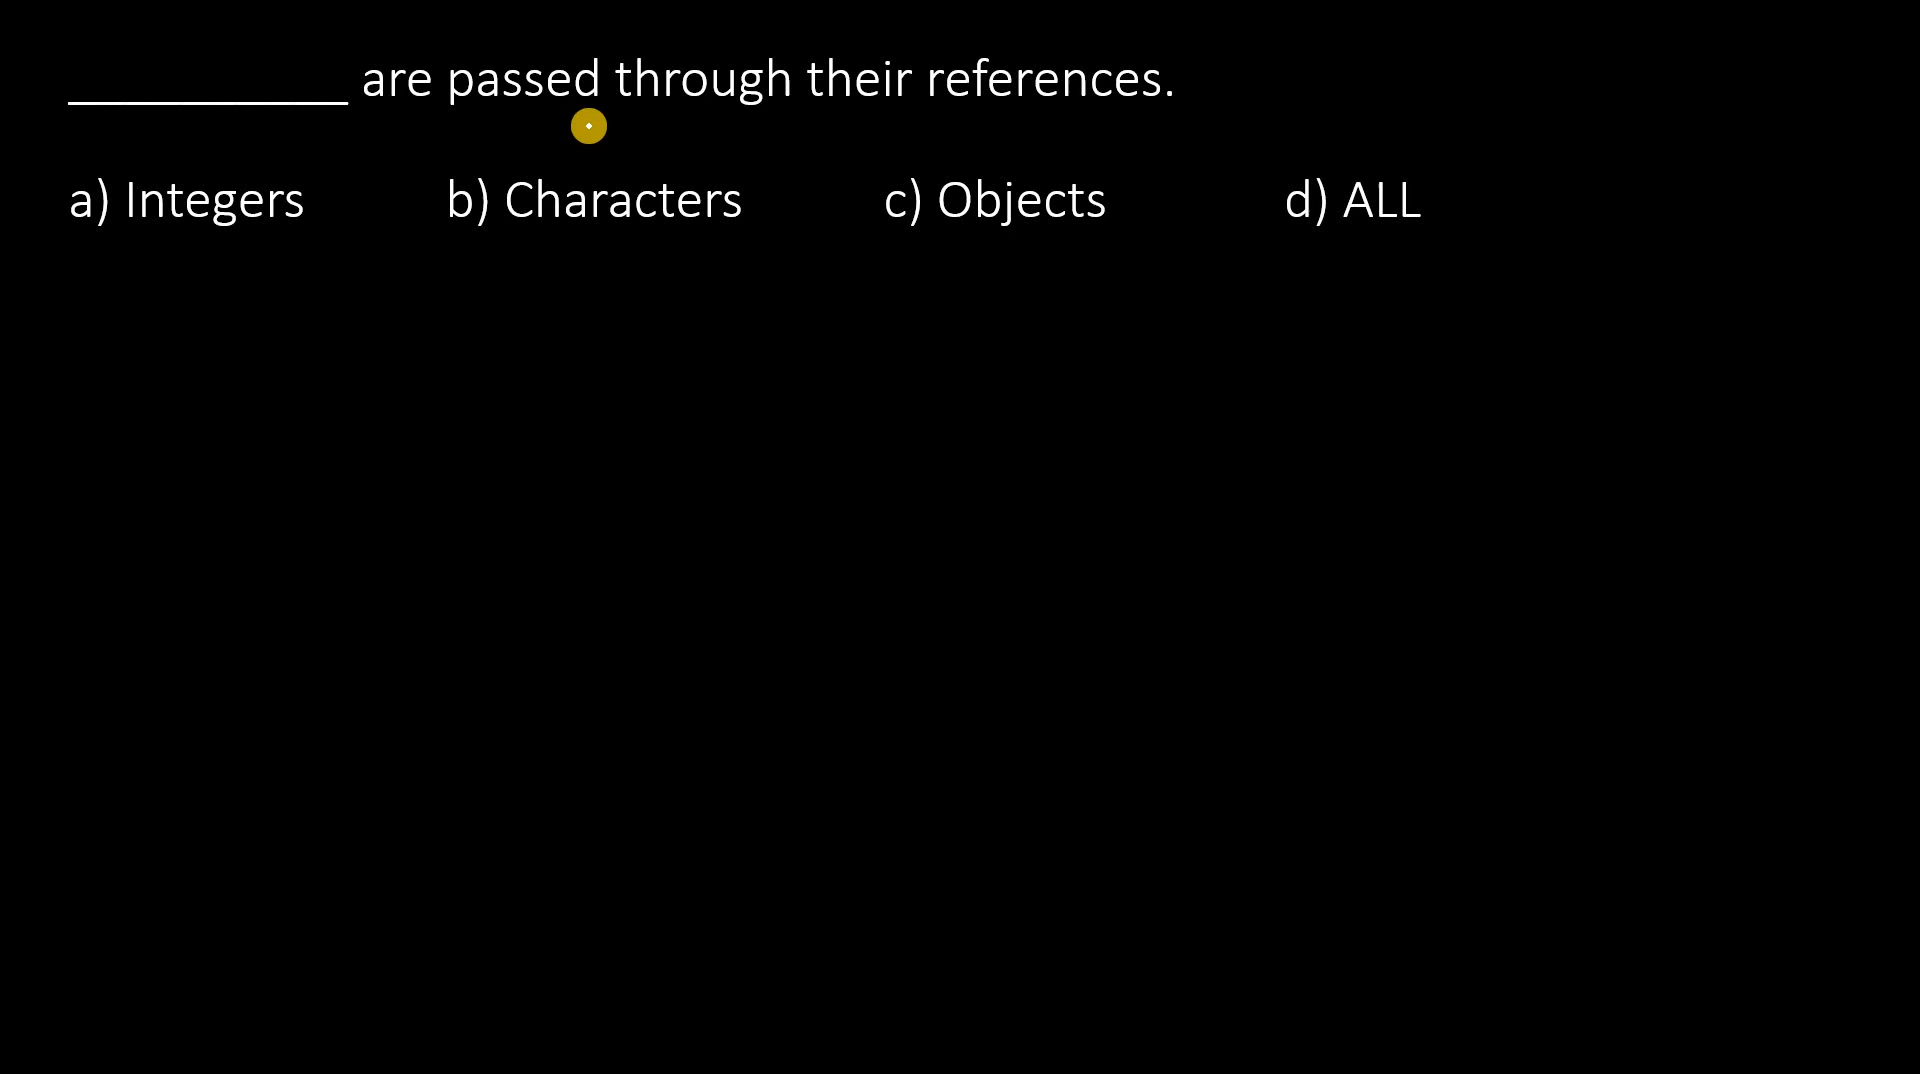 ___________ are passed through their references.
a) Integers b) Characters c) Objects d) ALL